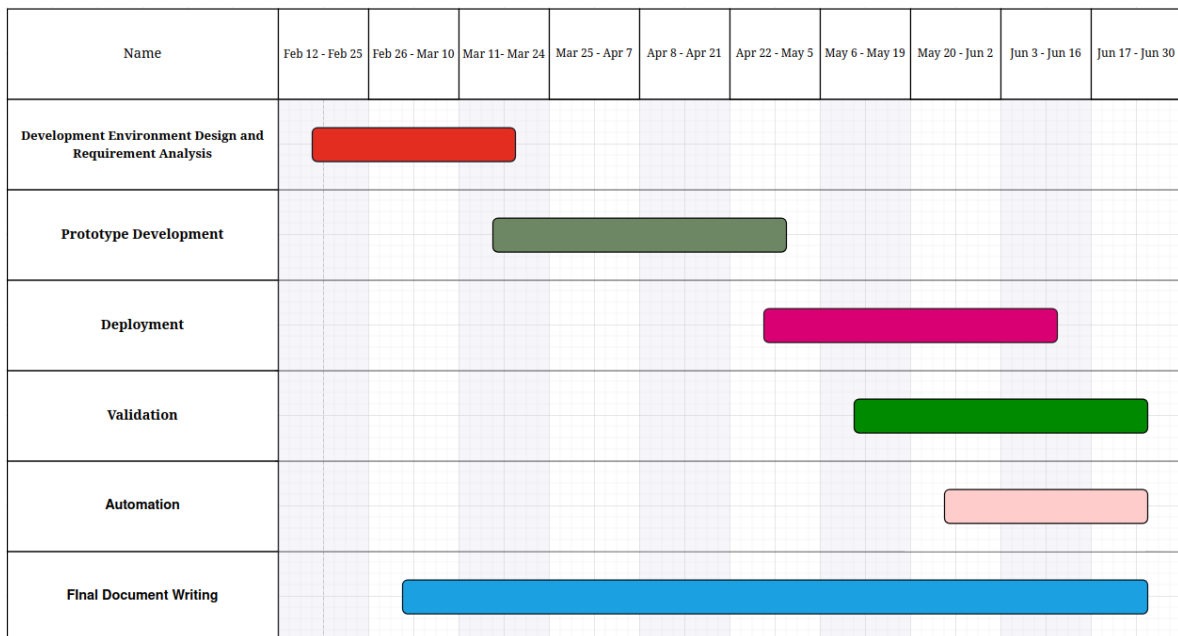 Name
Feb 12 - Feb 25
Feb 26 - Mar 10
Mar 11- Mar 24
Mar 25 - Apr 7
Apr 8 - Apr 21
Apr 22 - May 5
May 6 - May 19
May 20 - Jun 2
Jun 3 - Jun 16
Jun 17 - Jun 30
Development Environment Design and
Requirement Analysis
Prototype Development
Deployment
Validation
Automation
FInal Document Writing